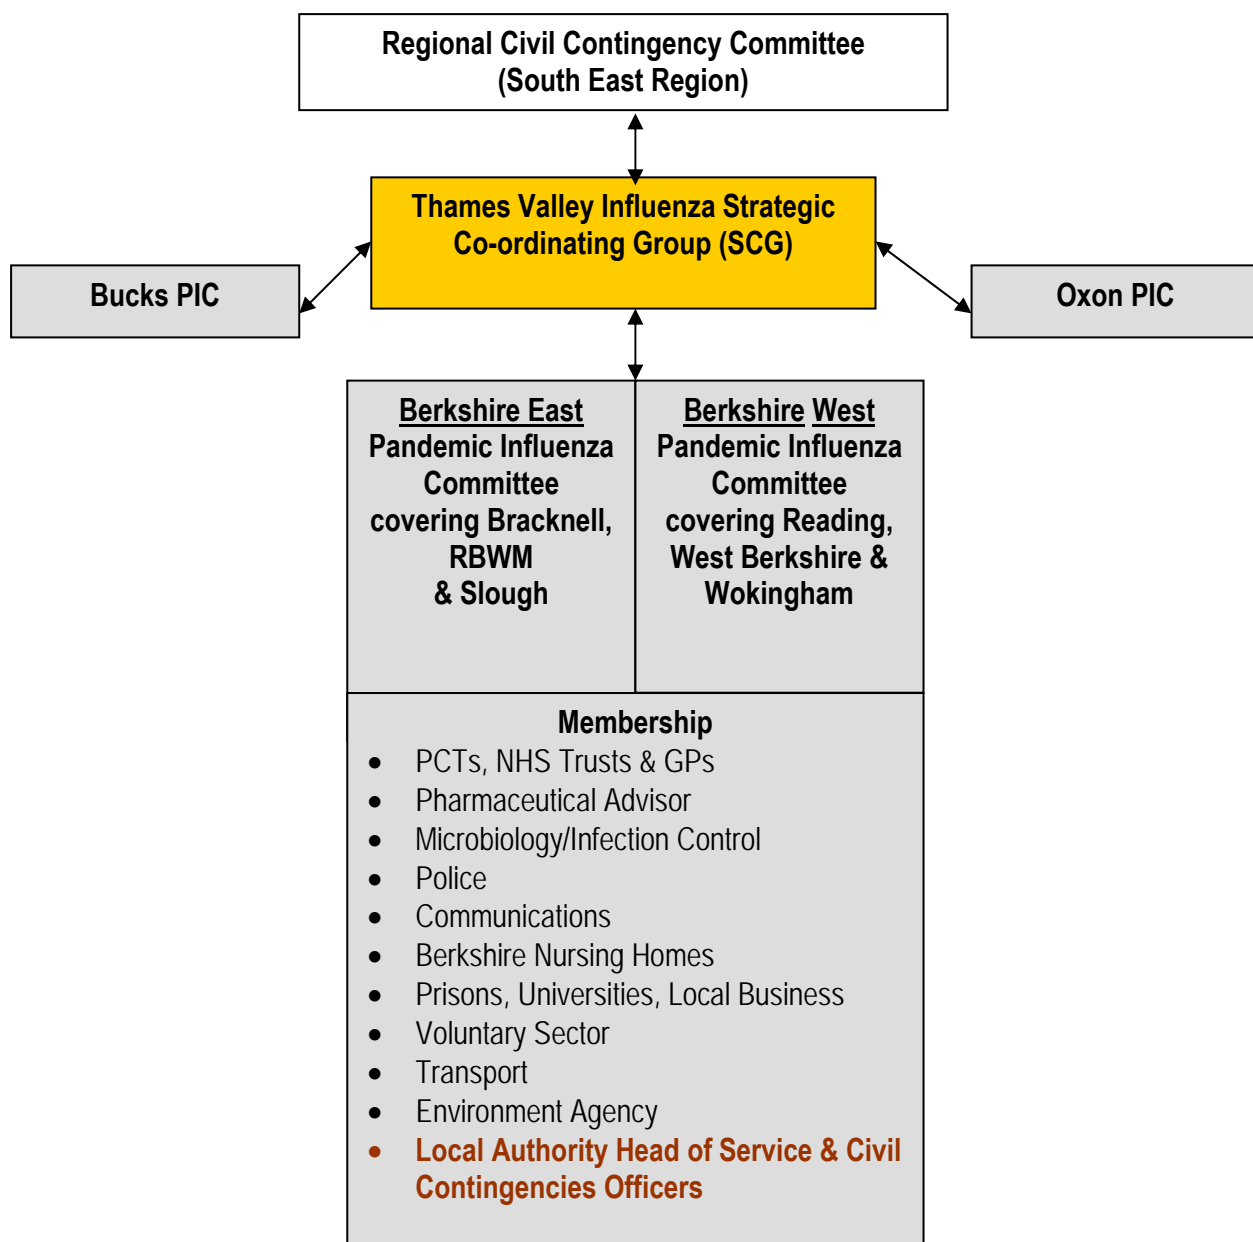 Regional Civil Contingency Committee
(South East Region)
Thames Valley Influenza Strategic
Co-ordinating Group (SCG)
Bucks PIC
Oxon PIC
Berkshire East
Pandemic Influenza
Committee
covering Bracknell,
RBWM
& Slough
Berkshire West
Pandemic Influenza
Committee
covering Reading,
West Berkshire &
Wokingham
Membership
• PCTs, NHS Trusts & GPs
• Pharmaceutical Advisor
• Microbiology/Infection Control
• Police
• Communications
• Berkshire Nursing Homes
• Prisons, Universities, Local Business
• Voluntary Sector
• Transport
• Environment Agency
• Local Authority Head of Service & Civil
Contingencies Officers